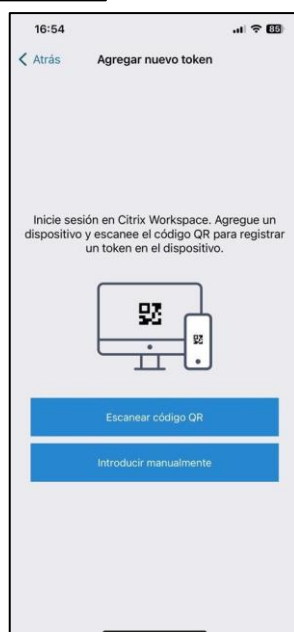 16:54
85
Atrás
Agregar nuevo token
Inicie sesión en Citrix Workspace. Agregue un
dispositivo y escanee el código QR para registrar
un token en el dispositivo.
Escanear código QR
Introducir manualmente